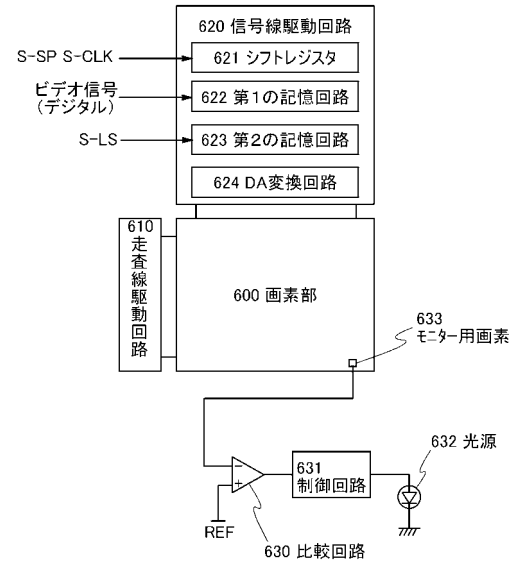 620 信号線駆動回路
S-SP S-CLK
621 シフトレジスタ
ビデオ信号
(デジタル)
622 第1の記憶回路
S-LS
623 第2の記憶回路
624 DA変換回路
610
走査線駆動回路
600 画素部
633
モニター用画素
632 光源
631
制御回路
−
+
REF
630 比較回路